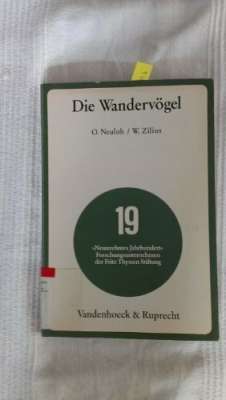 Die Wandervögel
O. Neuloh / W. Zilius
19
»Neunzehntes Jahrhundert«
Forschungsunternehmen
der Fritz Thyssen Stiftung
Vandenhoeck & Ruprecht